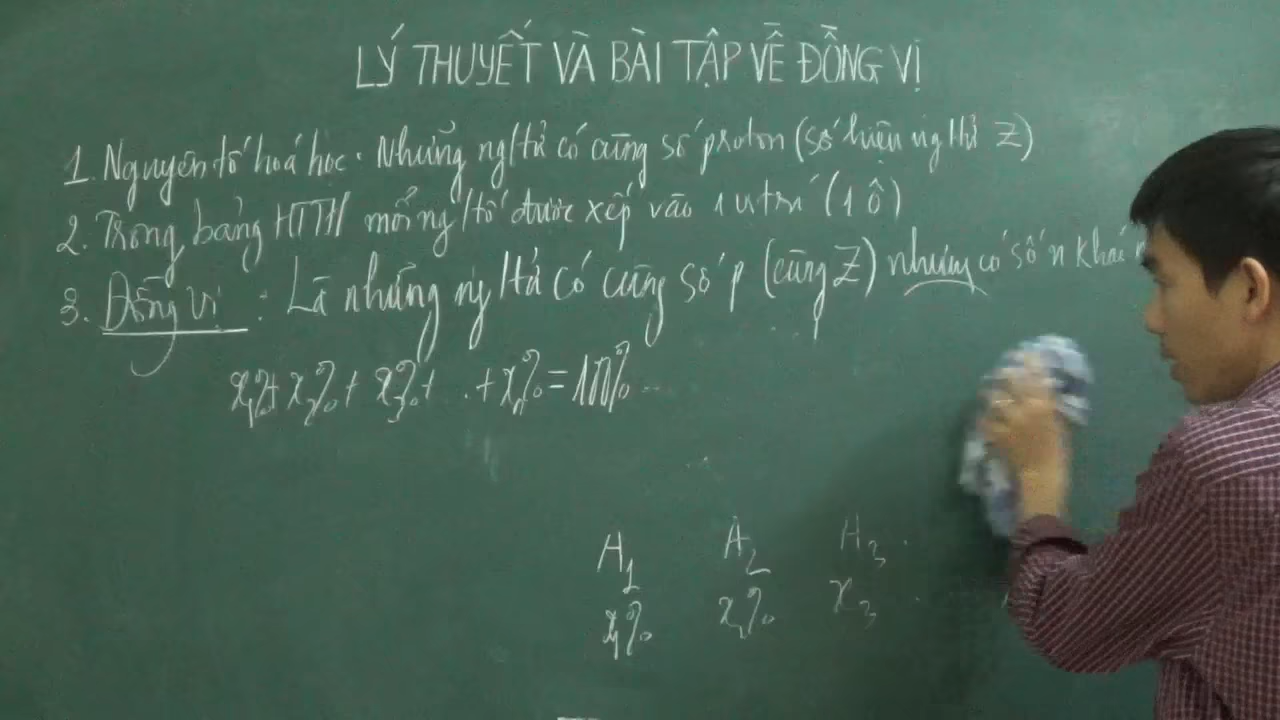 LÝ THUYẾT VÀ BÀI TẬP VỀ ĐỒNG VỊ
1. Nguyên tố hoá học. Những ng/tử có cùng số proton (số hiệu ng/tử Z)
2. Trong bảng HTTH mỗi ng/tố được xếp vào 1 vị trí (1 ô)
3. Đồng vị : Là những ng/tử có cùng số p (cùng Z) nhưng có số n khác
x₁% + x₂% + x₃% + ... + xₙ% = 100%
A₁ A₂ A₃
x₁% x₂% x₃